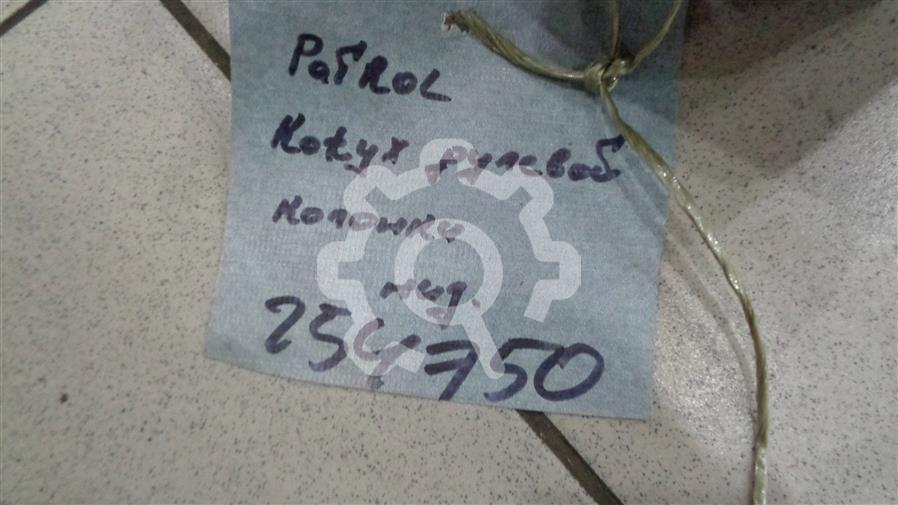 Patrol
Кожух рулевой
колонки
низ.
254750